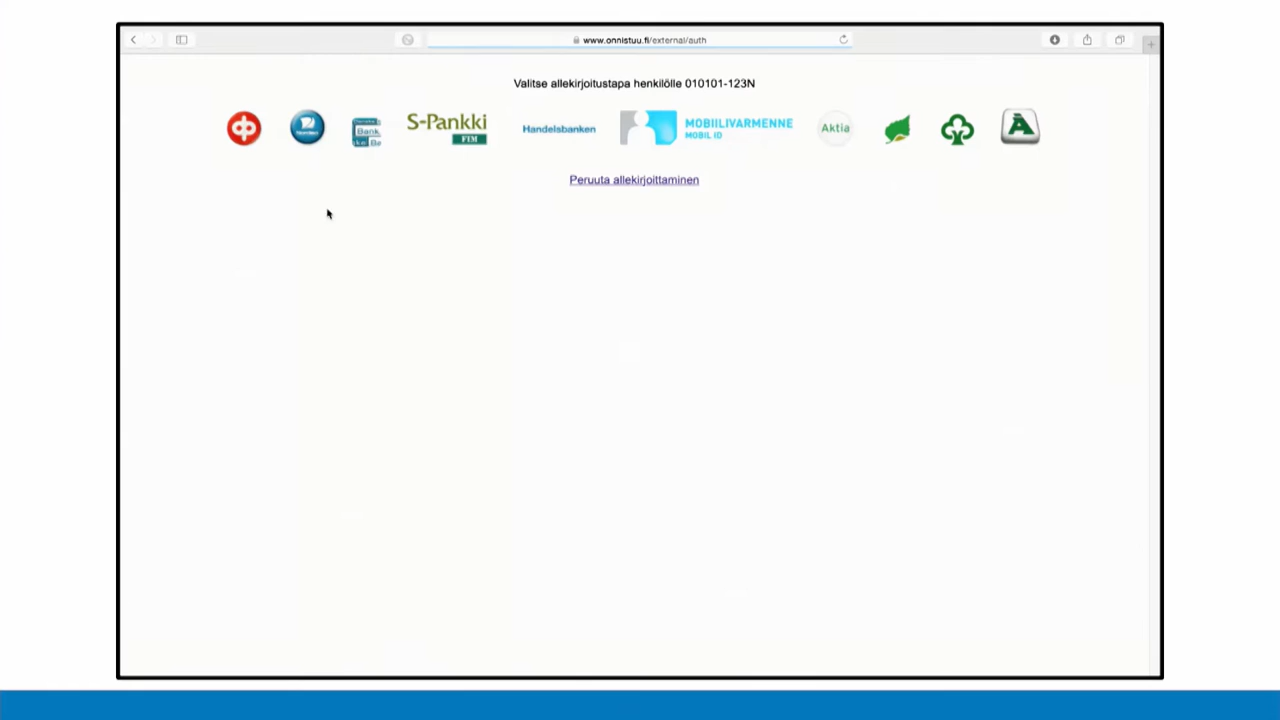 www.onnistuu.fi/external/auth
Valitse allekirjoitustapa henkilölle 010101-123N
Bank
S-Pankki
FIM
Handelsbanken
MOBIILIVARMENNE
MOBIL ID
Aktia
Peruuta allekirjoittaminen